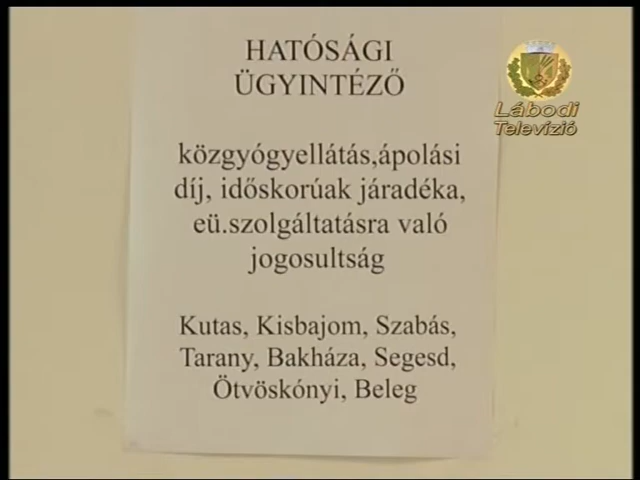 HATÓSÁGI
ÜGYINTÉZŐ
közgyógyellátás,ápolási
díj, időskorúak járadéka,
eü.szolgáltatásra való
jogosultság
Kutas, Kisbajom, Szabás,
Tarany, Bakháza, Segesd,
Ötvöskónyi, Beleg
Lábodi
Televízió